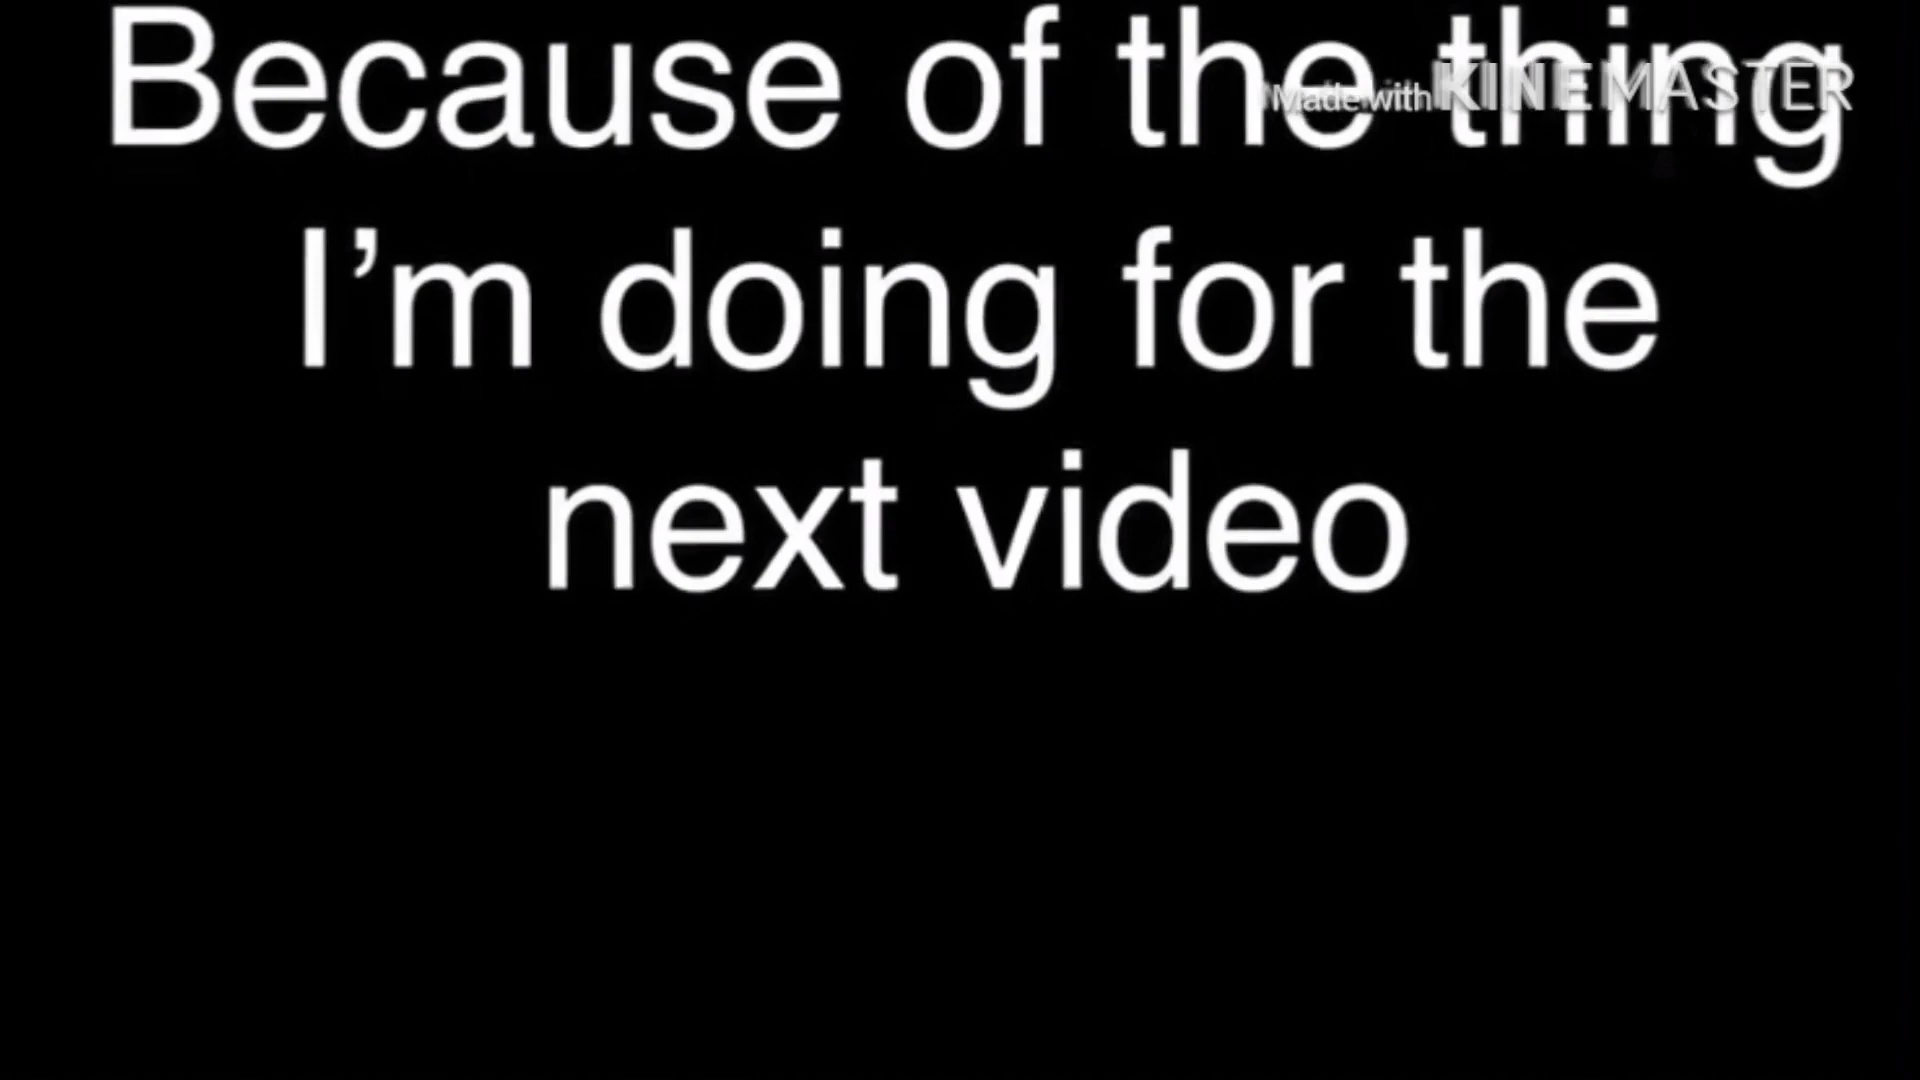 Because of the thing
Made with KINEMASTER
I’m doing for the
next video